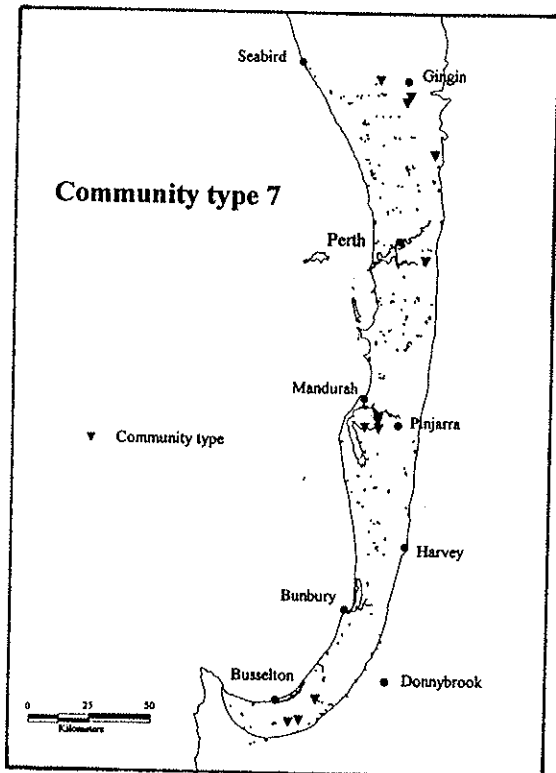 Seabird
Gingin
Community type 7
Perth
Mandurah
Pinjarra
Community type
Harvey
Bunbury
Busselton
Donnybrook
0 25 50
Kilometers